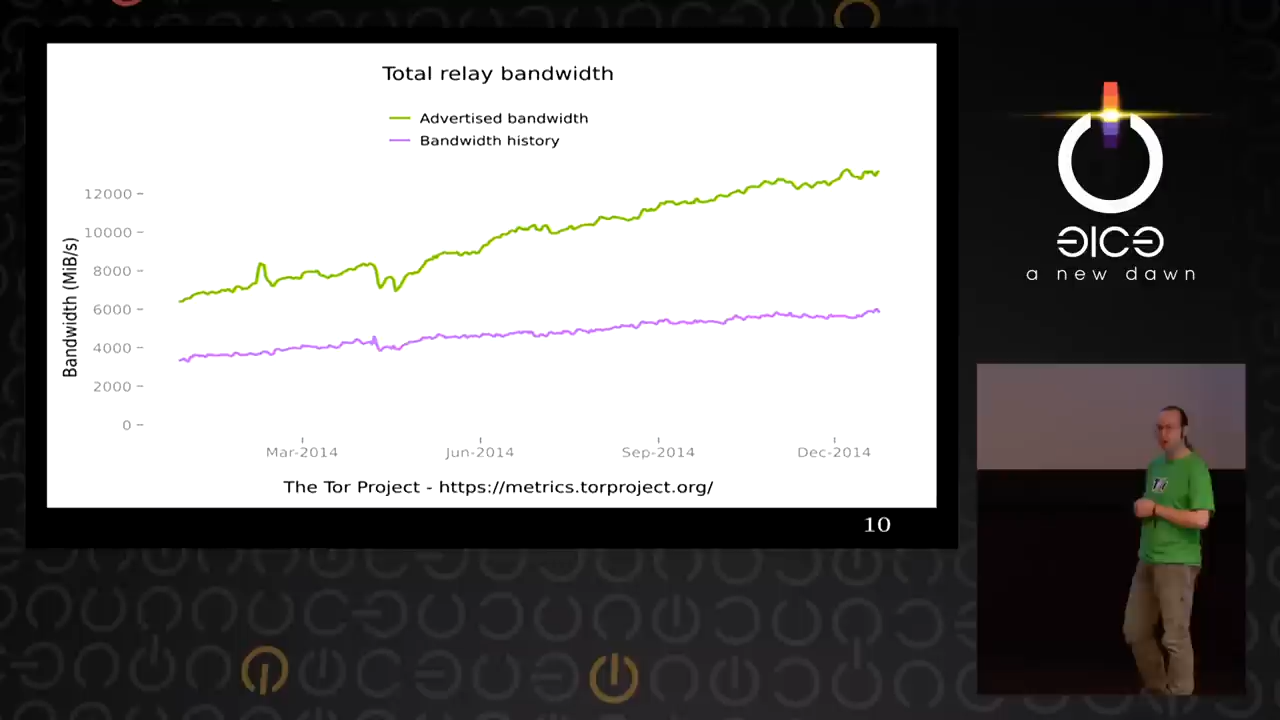 Total relay bandwidth
Advertised bandwidth
Bandwidth history
Bandwidth (MiB/s)
12000
10000
8000
6000
4000
2000
0
Mar-2014
Jun-2014
Sep-2014
Dec-2014
The Tor Project - https://metrics.torproject.org/
10
a new dawn